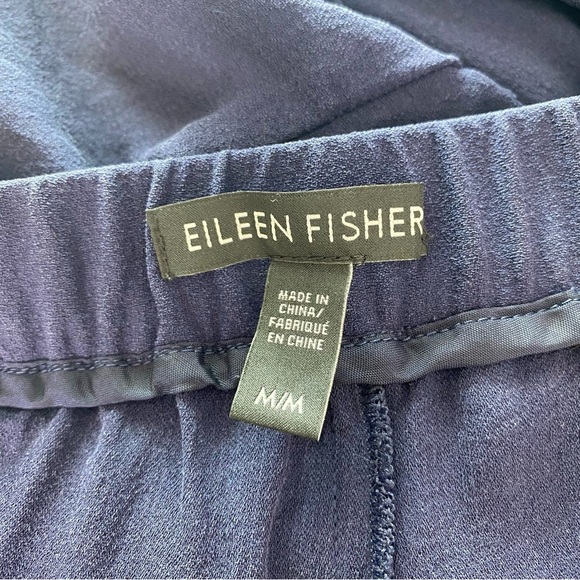 EILEEN FISHER
MADE IN
CHINA/
FABRIQUÉ
EN CHINE
M/M